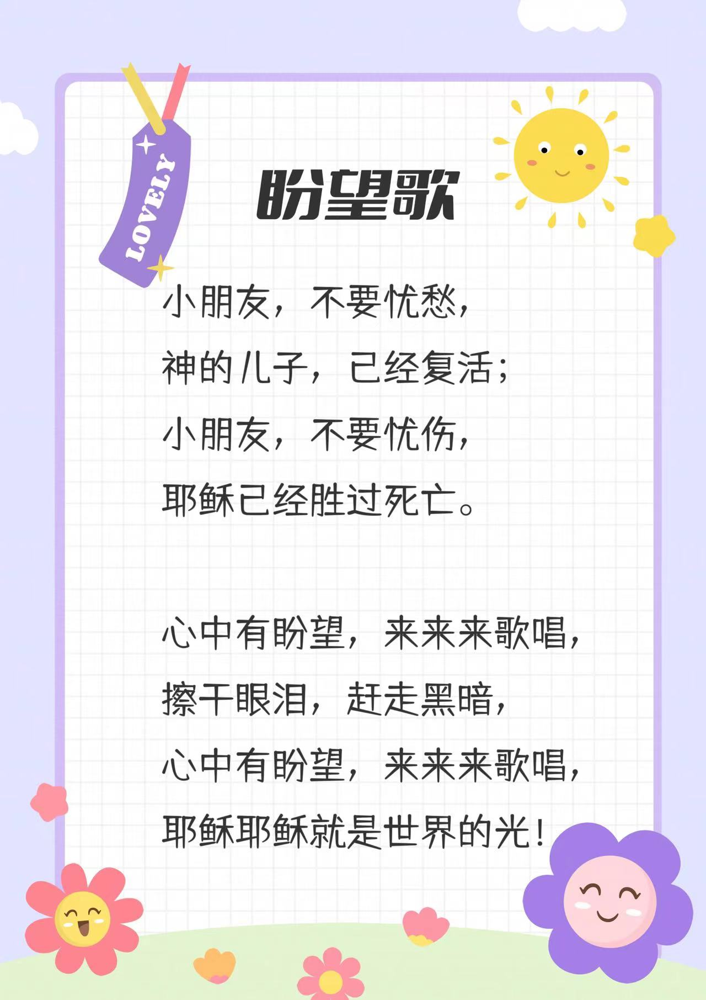 LOVELY
盼望歌
小朋友，不要忧愁，
神的儿子，已经复活；
小朋友，不要忧伤，
耶稣已经胜过死亡。
心中有盼望，来来来歌唱，
擦干眼泪，赶走黑暗，
心中有盼望，来来来歌唱，
耶稣耶稣就是世界的光！